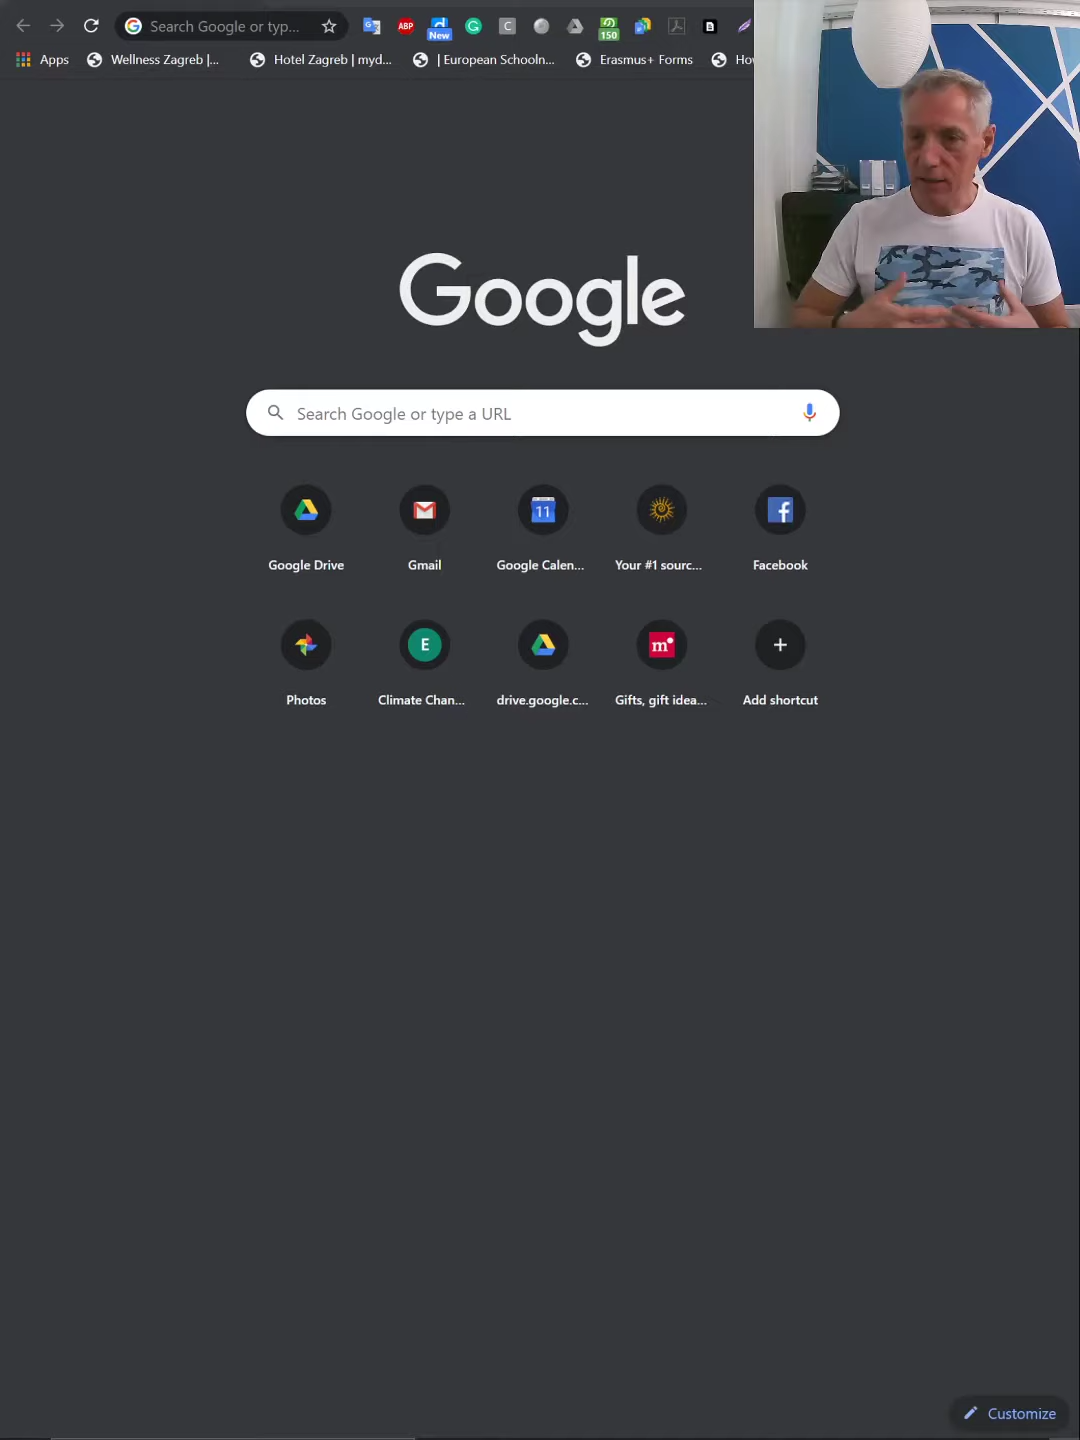 Search Google or typ...
ABP
New
150
Apps
Wellness Zagreb |...
Hotel Zagreb | myd...
| European Schooln...
Erasmus+ Forms
Google
Search Google or type a URL
11
Google Drive
Gmail
Google Calen...
Your #1 sourc...
Facebook
E
m
Photos
Climate Chan...
drive.google.c...
Gifts, gift idea...
Add shortcut
Customize